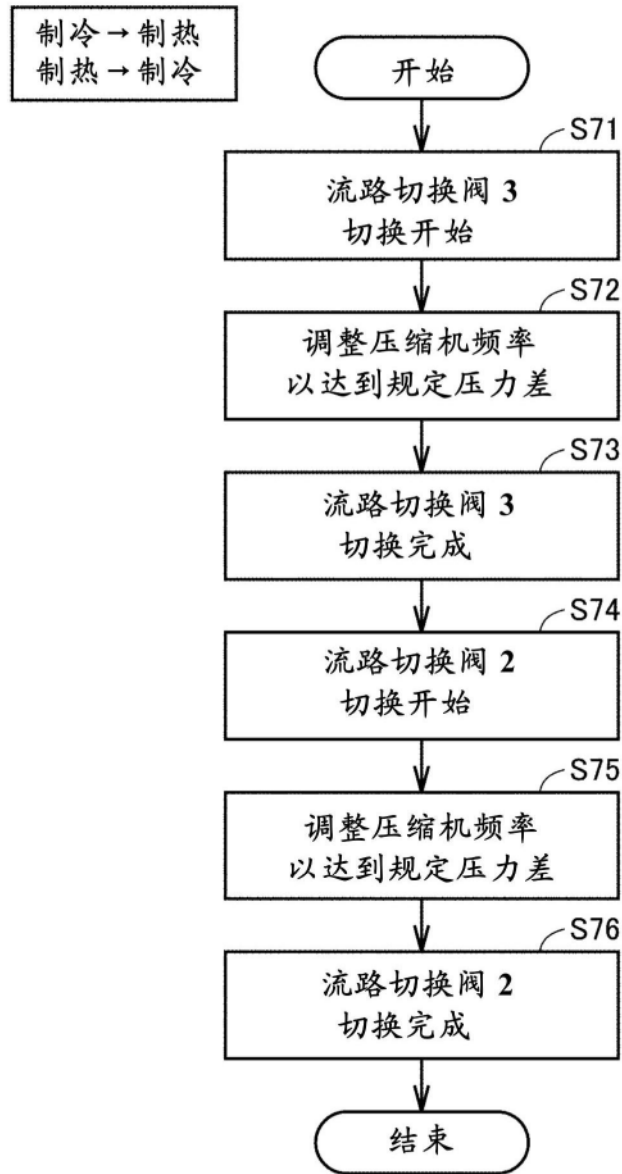 制冷→制热
制热→制冷
开始
S71
流路切换阀 3
切换开始
S72
调整压缩机频率
以达到规定压力差
S73
流路切换阀 3
切换完成
S74
流路切换阀 2
切换开始
S75
调整压缩机频率
以达到规定压力差
S76
流路切换阀 2
切换完成
结束